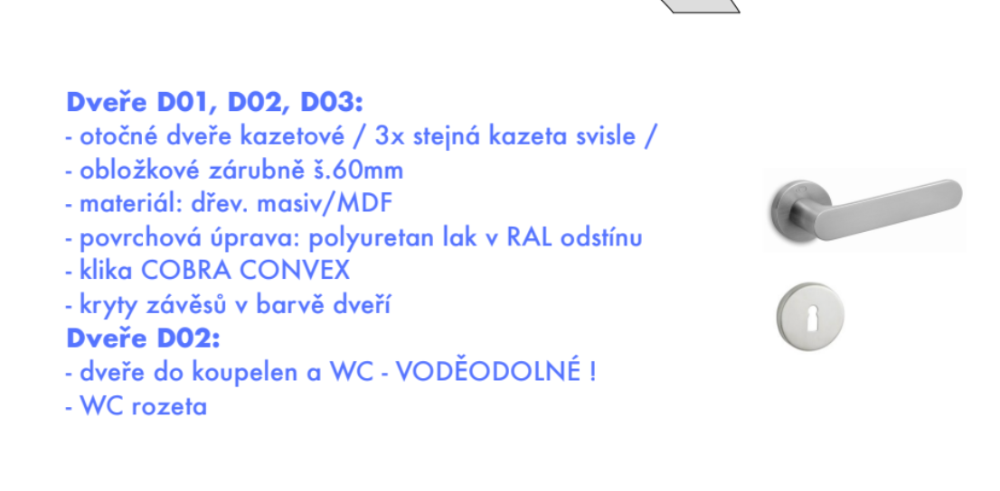 Dveře D01, D02, D03:
- otočné dveře kazetové / 3x stejná kazeta svisle /
- obložkové zárubně š.60mm
- materiál: dřev. masiv/MDF
- povrchová úprava: polyuretan lak v RAL odstínu
- klika COBRA CONVEX
- kryty závěsů v barvě dveří
Dveře D02:
- dveře do koupelen a WC - VODĚODOLNÉ !
- WC rozeta